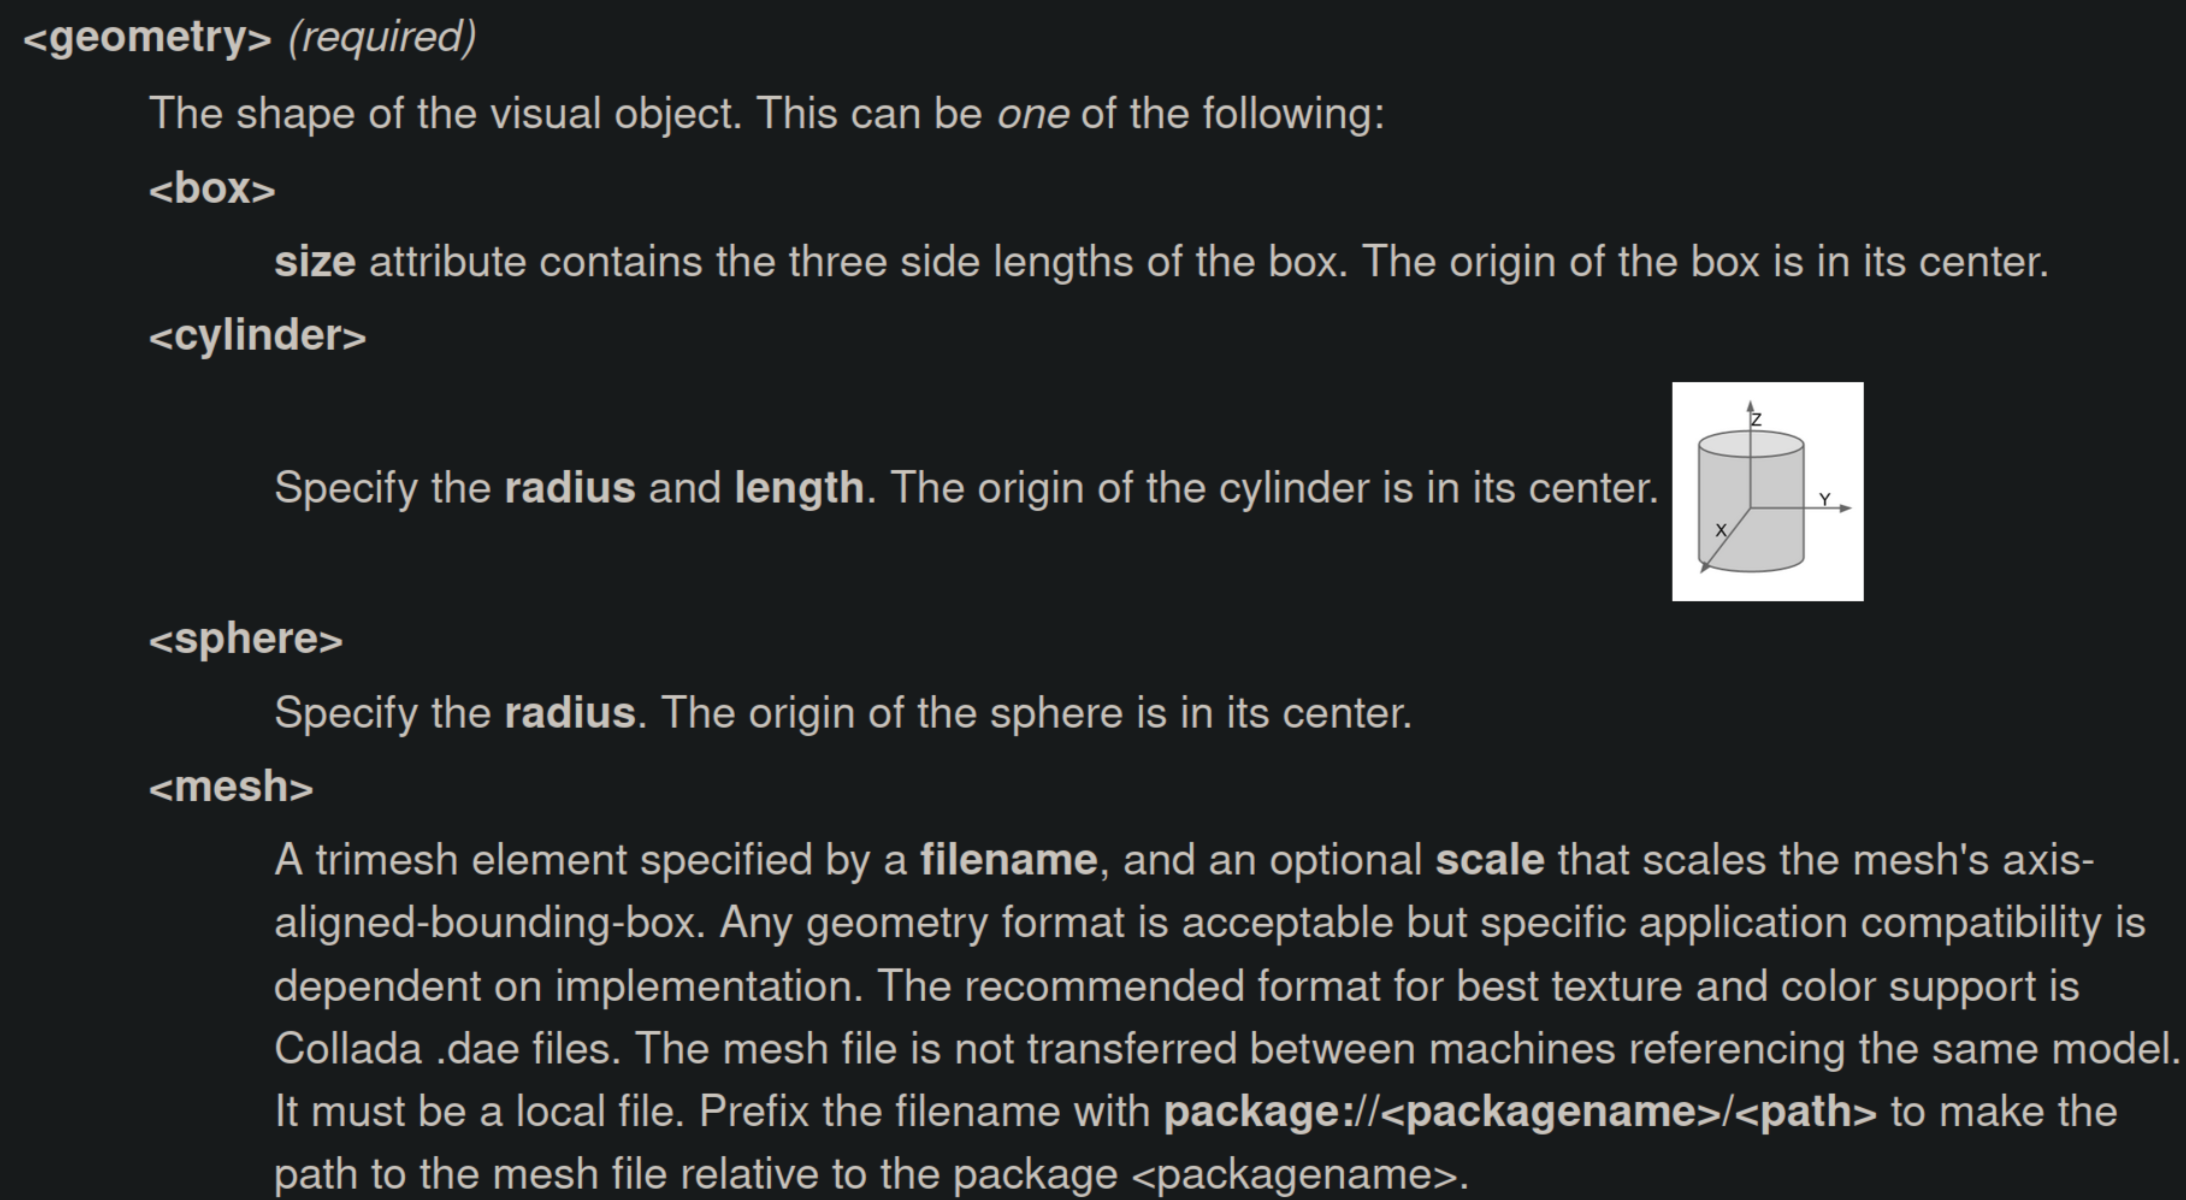 <geometry> (required)
The shape of the visual object. This can be one of the following:
<box>
size attribute contains the three side lengths of the box. The origin of the box is in its center.
<cylinder>
Specify the radius and length. The origin of the cylinder is in its center.
Z
Y
X
<sphere>
Specify the radius. The origin of the sphere is in its center.
<mesh>
A trimesh element specified by a filename, and an optional scale that scales the mesh's axis-
aligned-bounding-box. Any geometry format is acceptable but specific application compatibility is
dependent on implementation. The recommended format for best texture and color support is
Collada .dae files. The mesh file is not transferred between machines referencing the same model.
It must be a local file. Prefix the filename with package://<packagename>/<path> to make the
path to the mesh file relative to the package <packagename>.